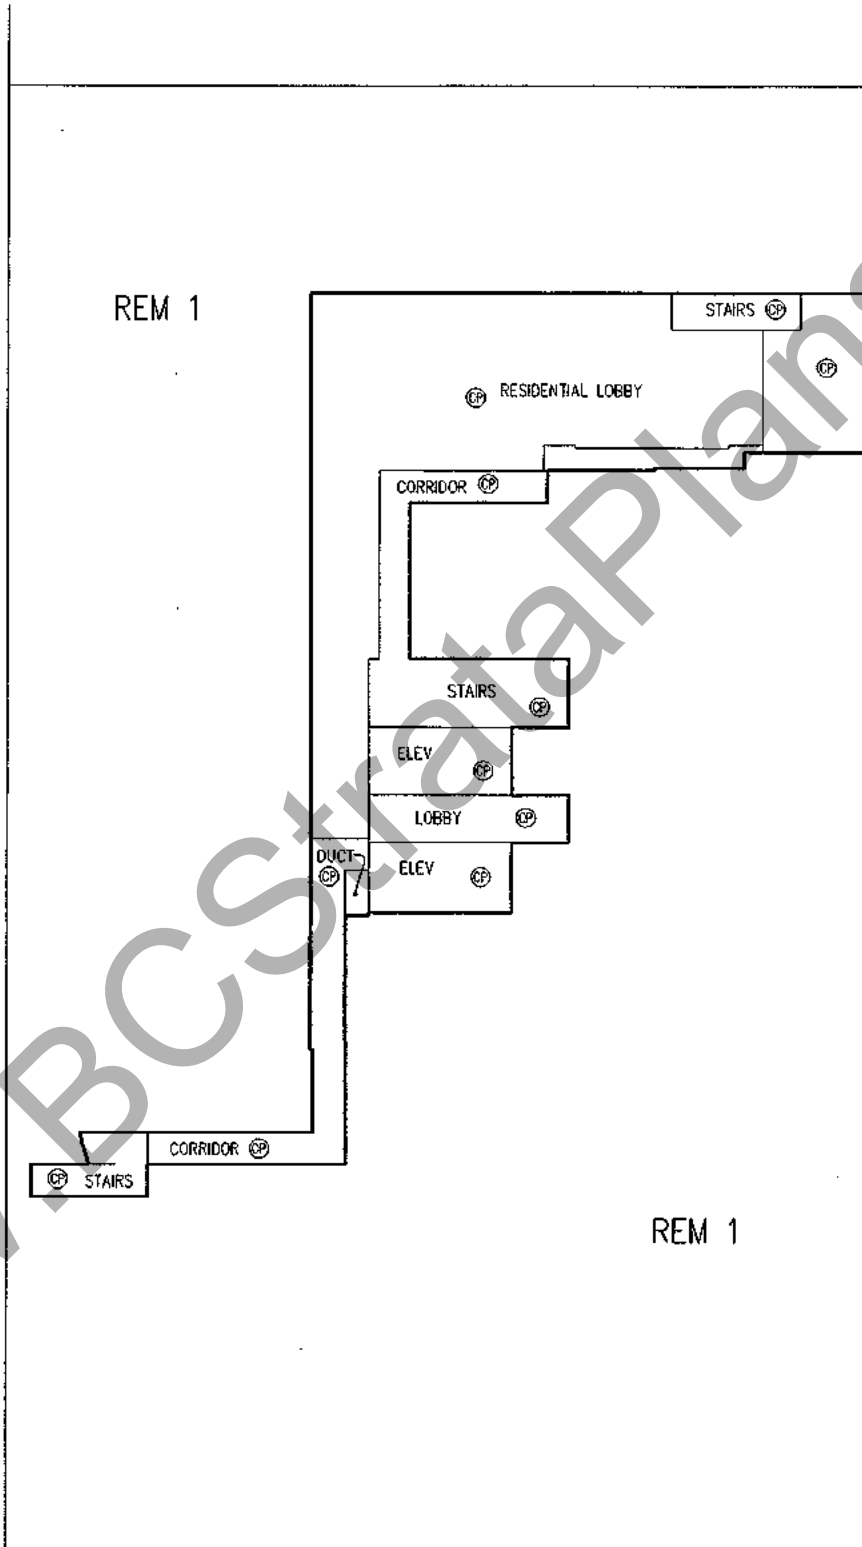 REM 1
STAIRS CP
CP
CP RESIDENTIAL LOBBY
CORRIDOR CP
STAIRS
CP
ELEV
CP
LOBBY CP
DUCT
CP
ELEV
CP
CORRIDOR CP
CP STAIRS
REM 1
.BCStrataPlans